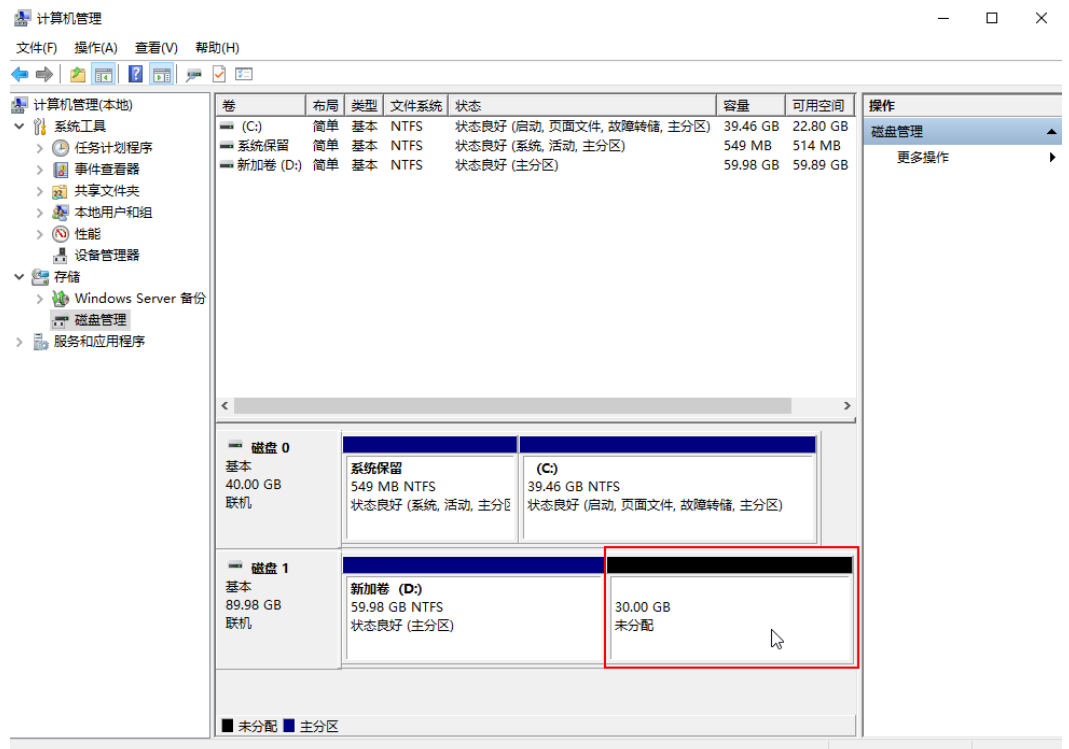 计算机管理
文件(F) 操作(A) 查看(V) 帮助(H)
计算机管理(本地)
系统工具
任务计划程序
事件查看器
共享文件夹
本地用户和组
性能
设备管理器
存储
Windows Server 备份
磁盘管理
服务和应用程序
卷 布局 类型 文件系统 状态 容量 可用空间
(C:) 简单 基本 NTFS 状态良好 (启动, 页面文件, 故障转储, 主分区) 39.46 GB 22.80 GB
系统保留 简单 基本 NTFS 状态良好 (系统, 活动, 主分区) 549 MB 514 MB
新加卷 (D:) 简单 基本 NTFS 状态良好 (主分区) 59.98 GB 59.89 GB
磁盘 0
基本
40.00 GB
联机
系统保留
549 MB NTFS
状态良好 (系统, 活动, 主分区
(C:)
39.46 GB NTFS
状态良好 (启动, 页面文件, 故障转储, 主分区)
磁盘 1
基本
89.98 GB
联机
新加卷 (D:)
59.98 GB NTFS
状态良好 (主分区)
30.00 GB
未分配
未分配 主分区
操作
磁盘管理
更多操作